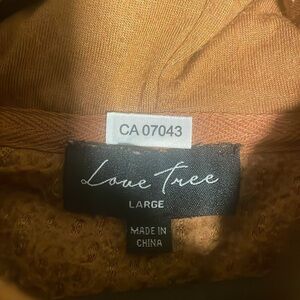 CA 07043
Love Tree
LARGE
MADE IN
CHINA